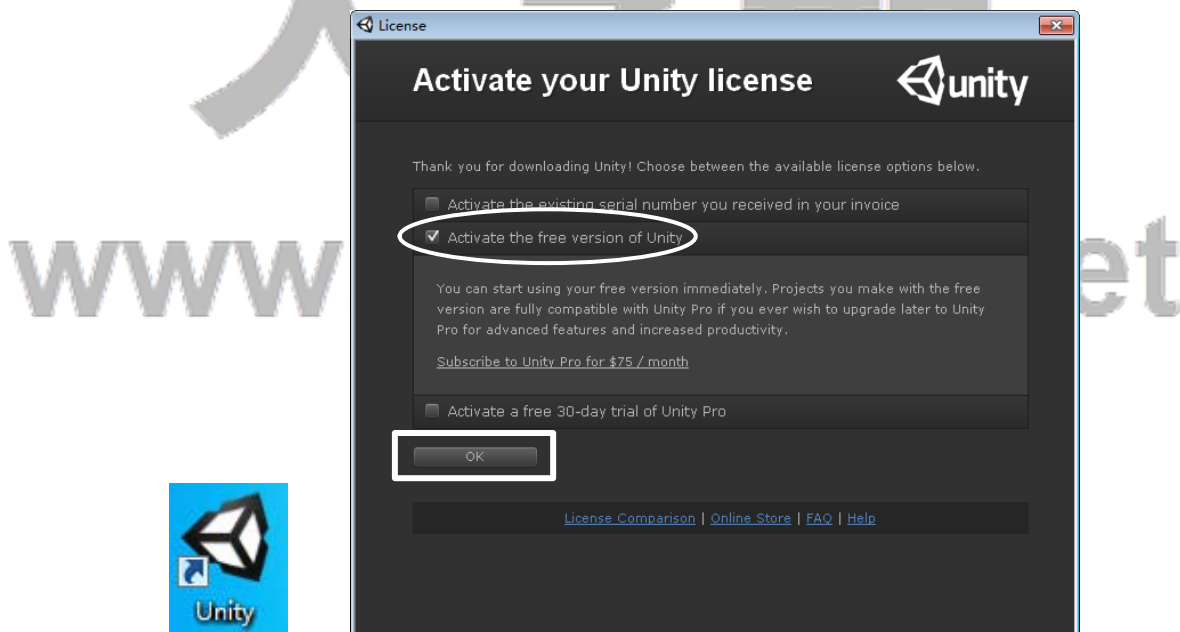 License
Activate your Unity license
unity
Thank you for downloading Unity! Choose between the available license options below.
Activate the existing serial number you received in your invoice
Activate the free version of Unity
www
et
You can start using your free version immediately. Projects you make with the free
version are fully compatible with Unity Pro if you ever wish to upgrade later to Unity
Pro for advanced features and increased productivity.
Subscribe to Unity Pro for $75 / month
Activate a free 30-day trial of Unity Pro
OK
License Comparison | Online Store | FAQ | Help
Unity